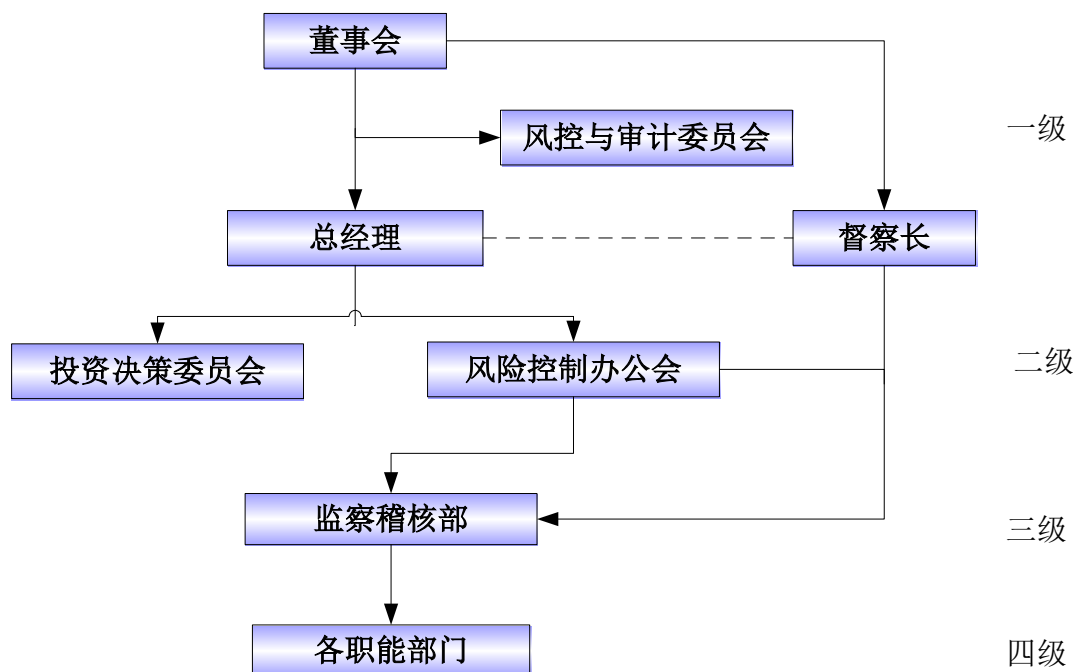 董事会
风控与审计委员会
一级
总经理
督察长
投资决策委员会
风险控制办公会
二级
监察稽核部
三级
各职能部门
四级